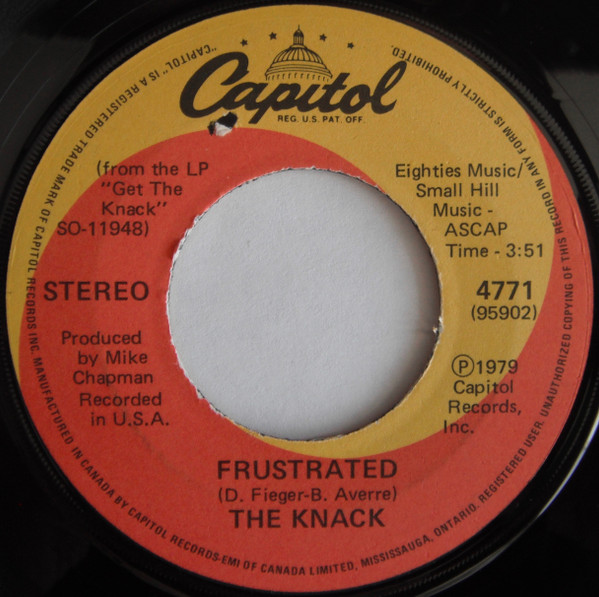 Capitol
REG. U.S. PAT. OFF.
(from the LP
"Get The
Knack"
SO-11948)
Eighties Music/
Small Hill
Music -
ASCAP
Time - 3:51
STEREO
4771
(95902)
Produced
by Mike
Chapman
Recorded
in U.S.A.
Ⓟ1979
Capitol
Records,
Inc.
FRUSTRATED
(D. Fieger-B. Averre)
THE KNACK
"CAPITOL" IS A REGISTERED TRADE MARK OF CAPITOL RECORDS INC. MANUFACTURED IN CANADA BY CAPITOL RECORDS-EMI OF CANADA LIMITED, MISSISSAUGA, ONTARIO. REGISTERED USER. UNAUTHORIZED COPYING OF THIS RECORD IN ANY FORM IS STRICTLY PROHIBITED.